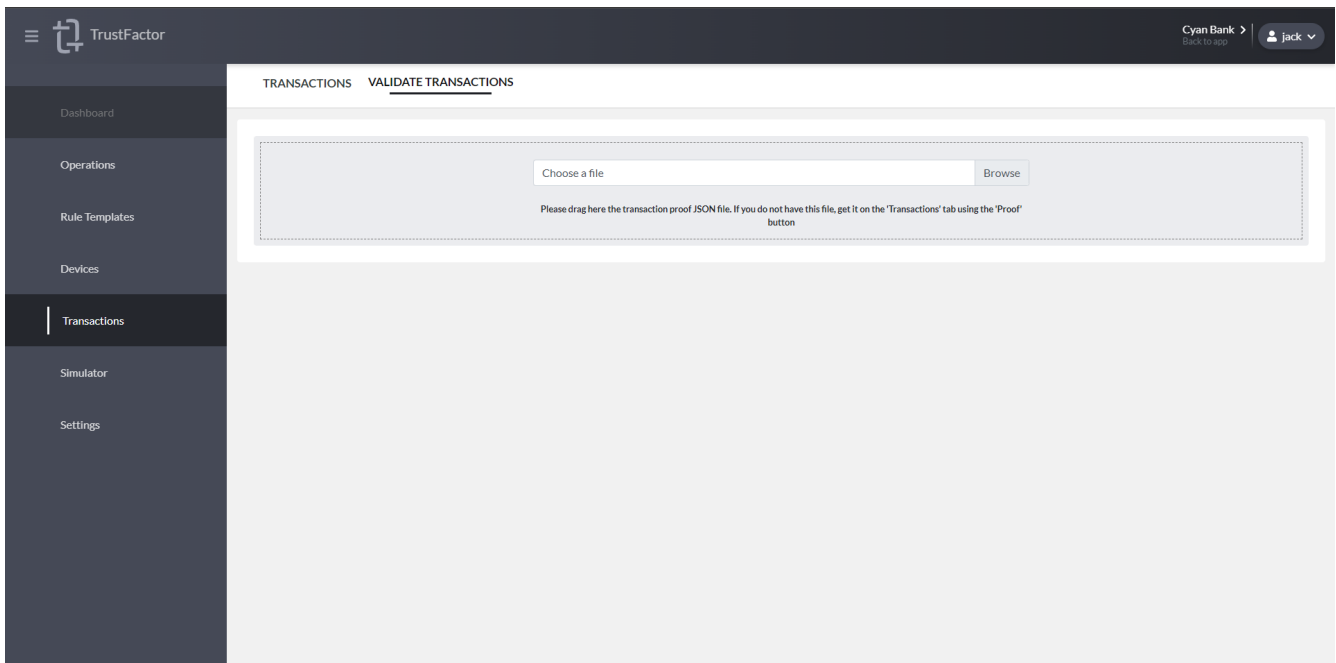 TrustFactor
Cyan Bank
Back to app
jack
TRANSACTIONS
VALIDATE TRANSACTIONS
Dashboard
Operations
Rule Templates
Devices
Transactions
Simulator
Settings
Choose a file
Browse
Please drag here the transaction proof JSON file. If you do not have this file, get it on the 'Transactions' tab using the 'Proof'
button